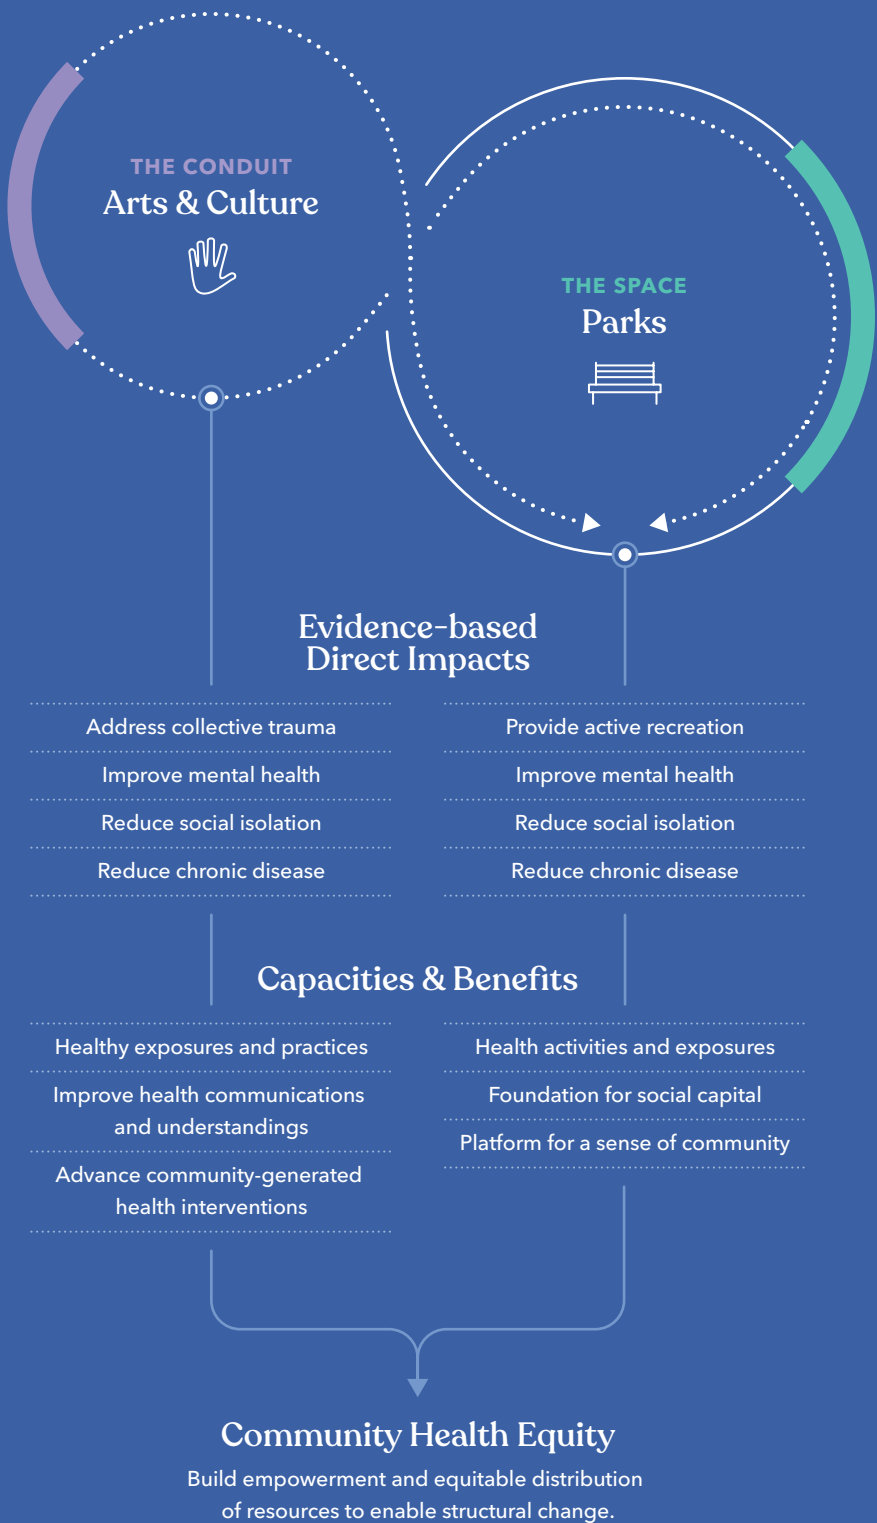 THE CONDUIT
Arts & Culture
THE SPACE
Parks
Evidence-based
Direct Impacts
Address collective trauma
Improve mental health
Reduce social isolation
Reduce chronic disease
Provide active recreation
Improve mental health
Reduce social isolation
Reduce chronic disease
Capacities & Benefits
Healthy exposures and practices
Improve health communications
and understandings
Advance community-generated
health interventions
Health activities and exposures
Foundation for social capital
Platform for a sense of community
Community Health Equity
Build empowerment and equitable distribution
of resources to enable structural change.